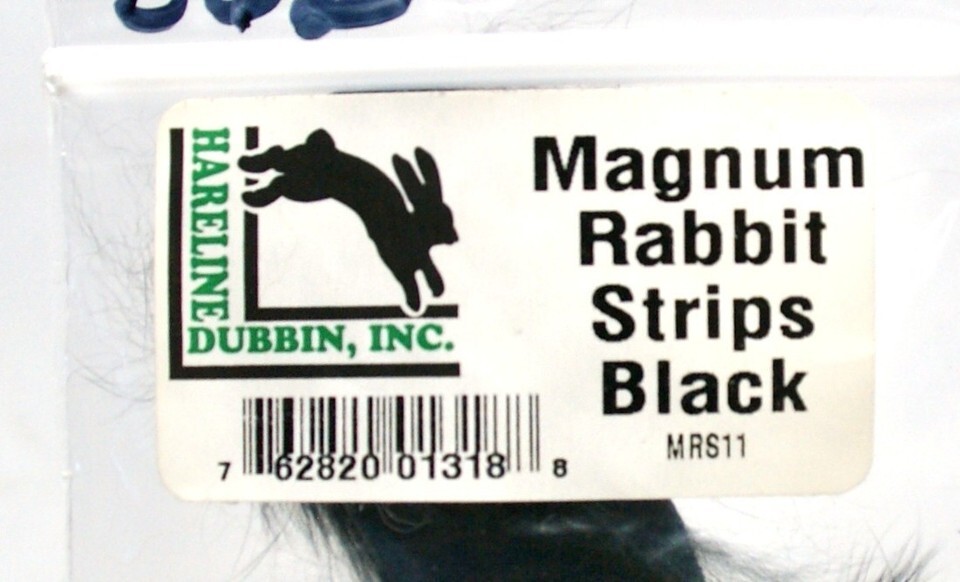 HARELINE
DUBBIN, INC.
Magnum
Rabbit
Strips
Black
MRS11
7 62820 01318 8